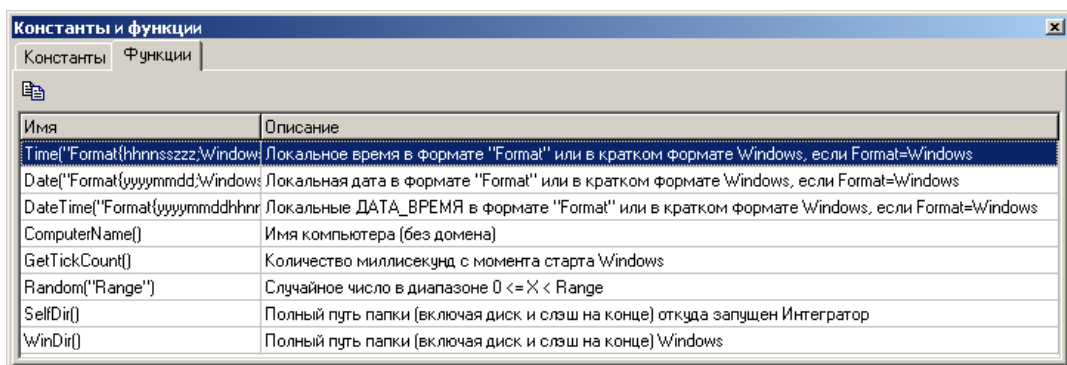 Константы и функции
Константы Функции
Имя Описание
Time("Format{hhnnsszzz;Window Локальное время в формате "Format" или в кратком формате Windows, если Format=Windows
Date("Format{yyyymmdd;Window Локальная дата в формате "Format" или в кратком формате Windows, если Format=Windows
DateTime("Format{yyyymmddhhnr Локальные ДАТА_ВРЕМЯ в формате "Format" или в кратком формате Windows, если Format=Windows
ComputerName() Имя компьютера (без домена)
GetTickCount() Количество миллисекунд с момента старта Windows
Random("Range") Случайное число в диапазоне 0 <= X < Range
SelfDir() Полный путь папки (включая диск и слэш на конце) откуда запущен Интегратор
WinDir() Полный путь папки (включая диск и слэш на конце) Windows